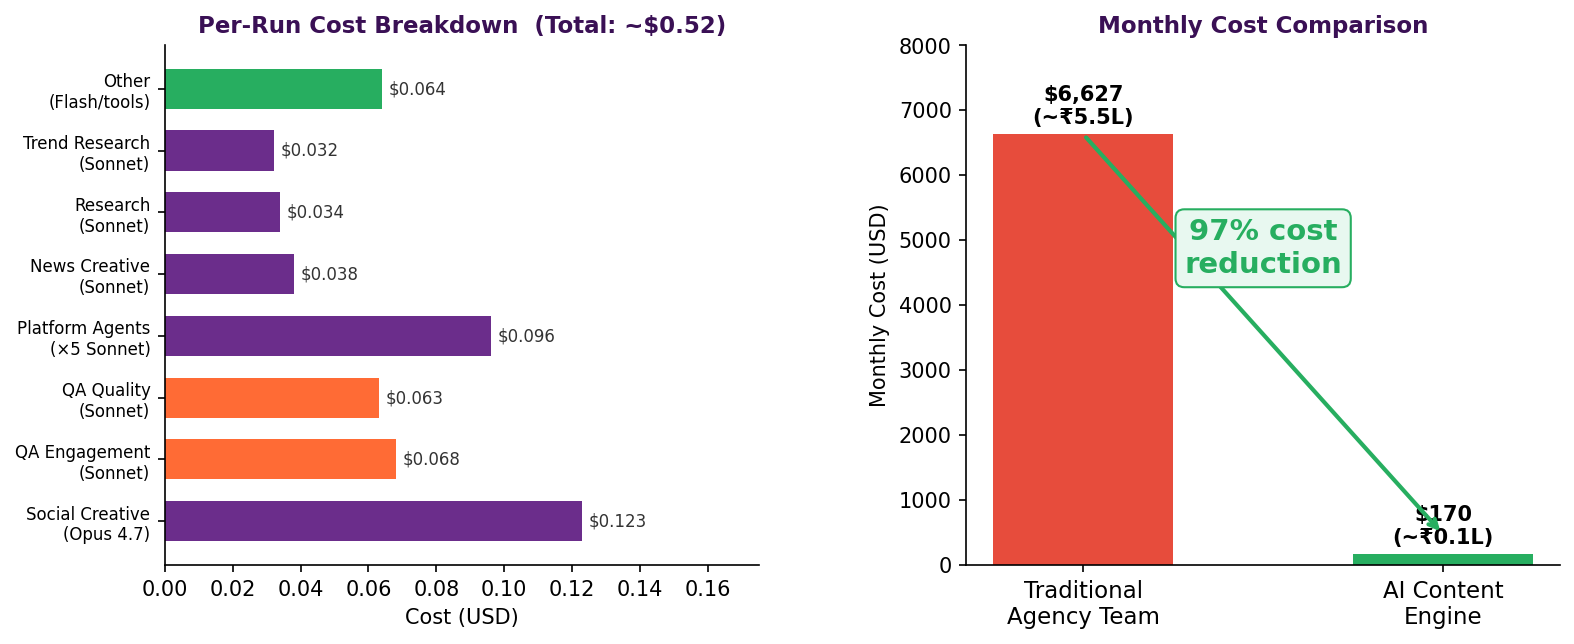 Per-Run Cost Breakdown  (Total: ~$0.52)
Other
(Flash/tools)
$0.064
Trend Research
(Sonnet)
$0.032
Research
(Sonnet)
$0.034
News Creative
(Sonnet)
$0.038
Platform Agents
(×5 Sonnet)
$0.096
QA Quality
(Sonnet)
$0.063
QA Engagement
(Sonnet)
$0.068
Social Creative
(Opus 4.7)
$0.123
0.00 0.02 0.04 0.06 0.08 0.10 0.12 0.14 0.16
Cost (USD)
Monthly Cost Comparison
Monthly Cost (USD)
8000
7000
6000
5000
4000
3000
2000
1000
0
$6,627
(~₹5.5L)
97% cost
reduction
$170
(~₹0.1L)
Traditional
Agency Team
AI Content
Engine